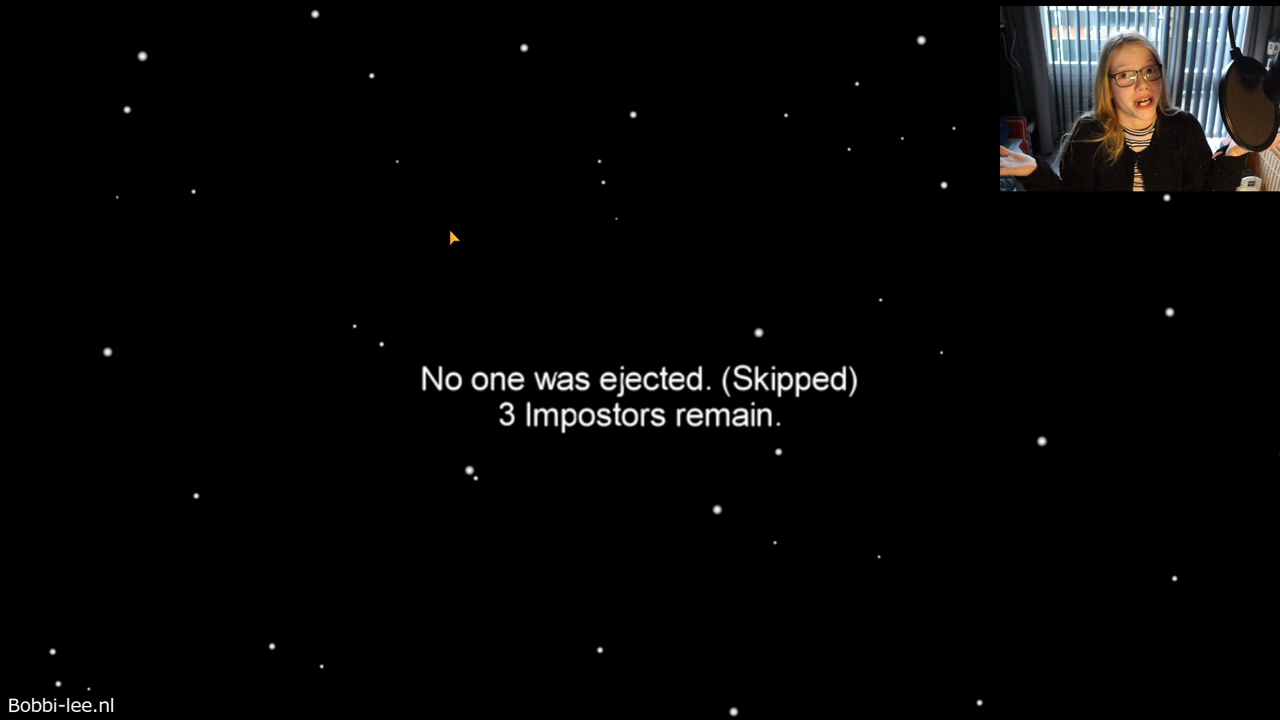 No one was ejected. (Skipped)
3 Impostors remain.
Bobbi-lee.nl